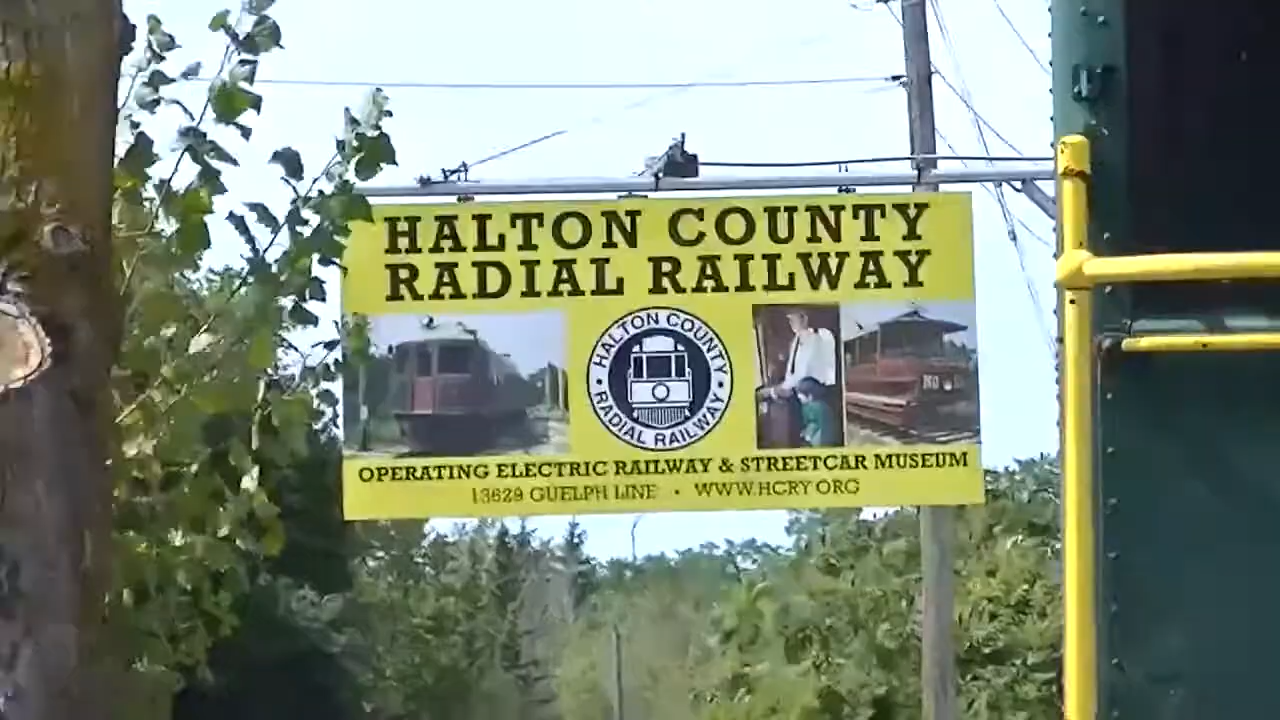 HALTON COUNTY
RADIAL RAILWAY
HALTON COUNTY
• RADIAL RAILWAY •
OPERATING ELECTRIC RAILWAY & STREETCAR MUSEUM
13629 GUELPH LINE • WWW.HCRY.ORG